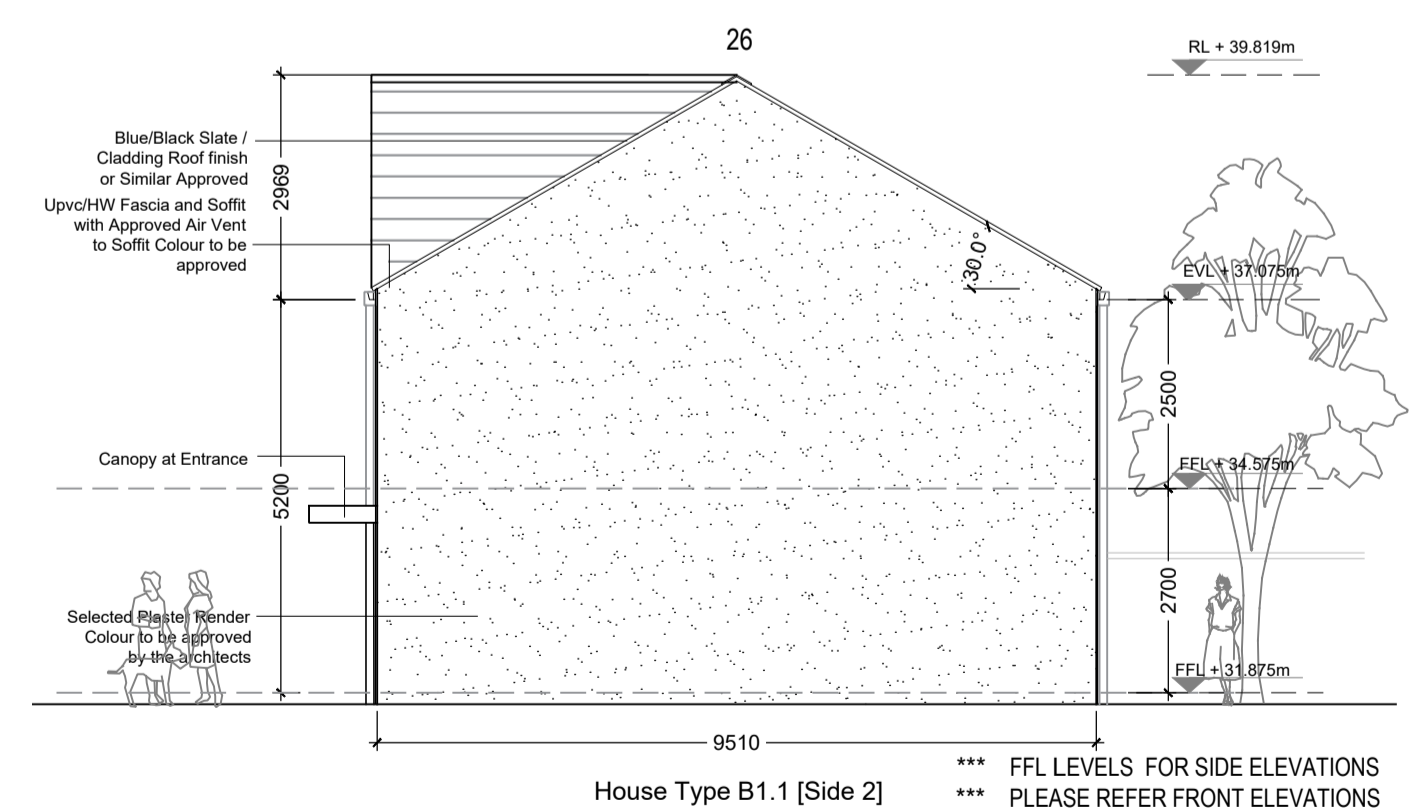 26
RL + 39.819m
Blue/Black Slate /
Cladding Roof finish
or Similar Approved
2969
Upvc/HW Fascia and Soffit
with Approved Air Vent
to Soffit Colour to be
approved
30.0°
EVL + 37.075m
2500
Canopy at Entrance
FFL + 34.575m
5200
2700
Selected Plaster Render
Colour to be approved
by the architects
FFL + 31.875m
9510
House Type B1.1 [Side 2]
*** FFL LEVELS FOR SIDE ELEVATIONS
*** PLEASE REFER FRONT ELEVATIONS